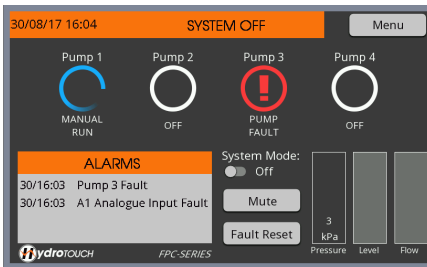 30/08/17 16:04 SYSTEM OFF Menu
Pump 1 Pump 2 Pump 3 Pump 4
MANUAL RUN OFF PUMP FAULT OFF
ALARMS
30/16:03 Pump 3 Fault
30/16:03 A1 Analogue Input Fault
System Mode:
Off
Mute
Fault Reset
3
kPa
Pressure Level Flow
HydroTOUCH FPC-SERIES